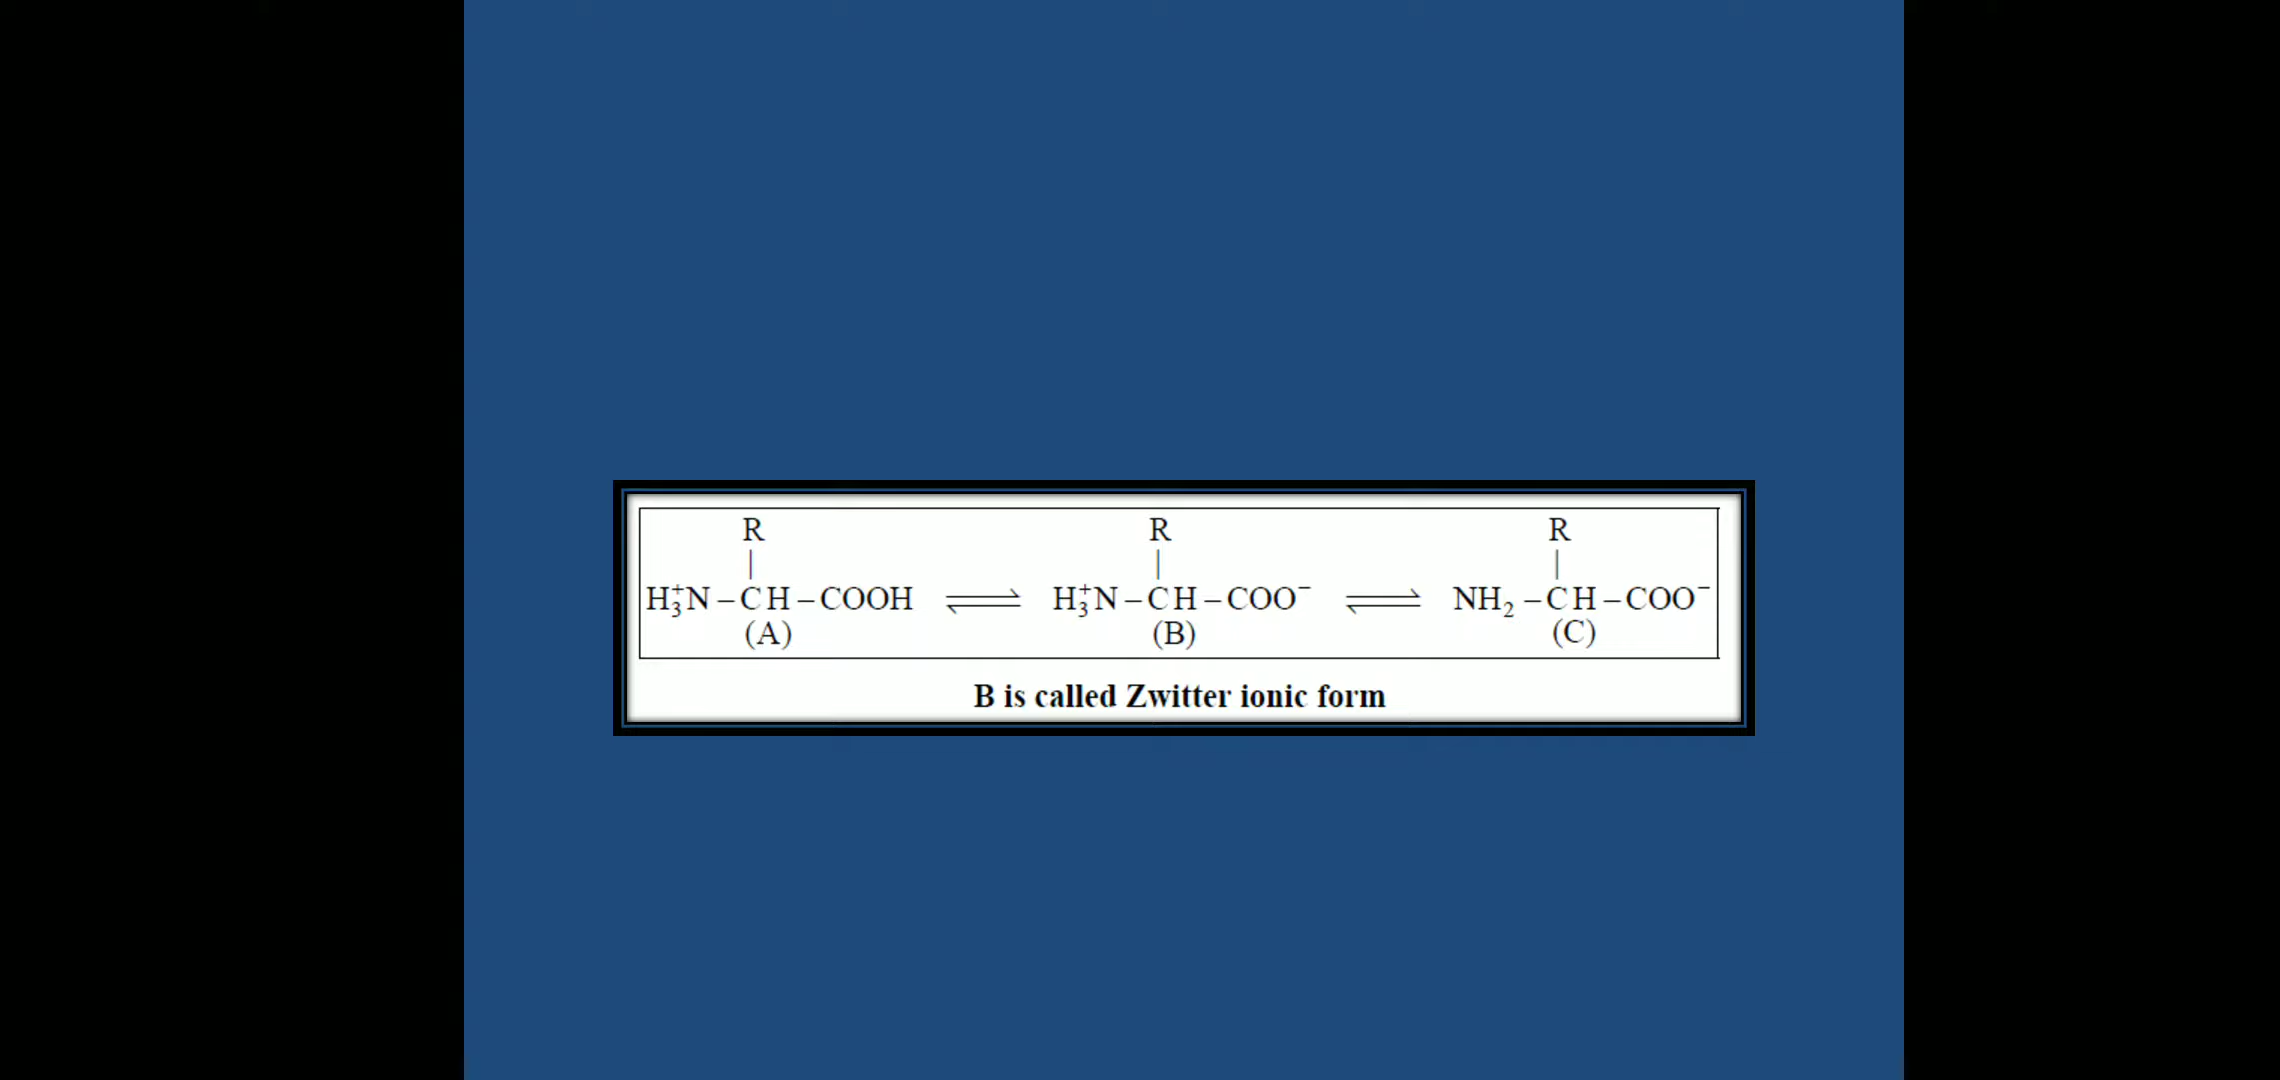 R R R
| | |
H₃⁺N – CH – COOH ⇌ H₃⁺N – CH – COO⁻ ⇌ NH₂ – CH – COO⁻
(A) (B) (C)
B is called Zwitter ionic form